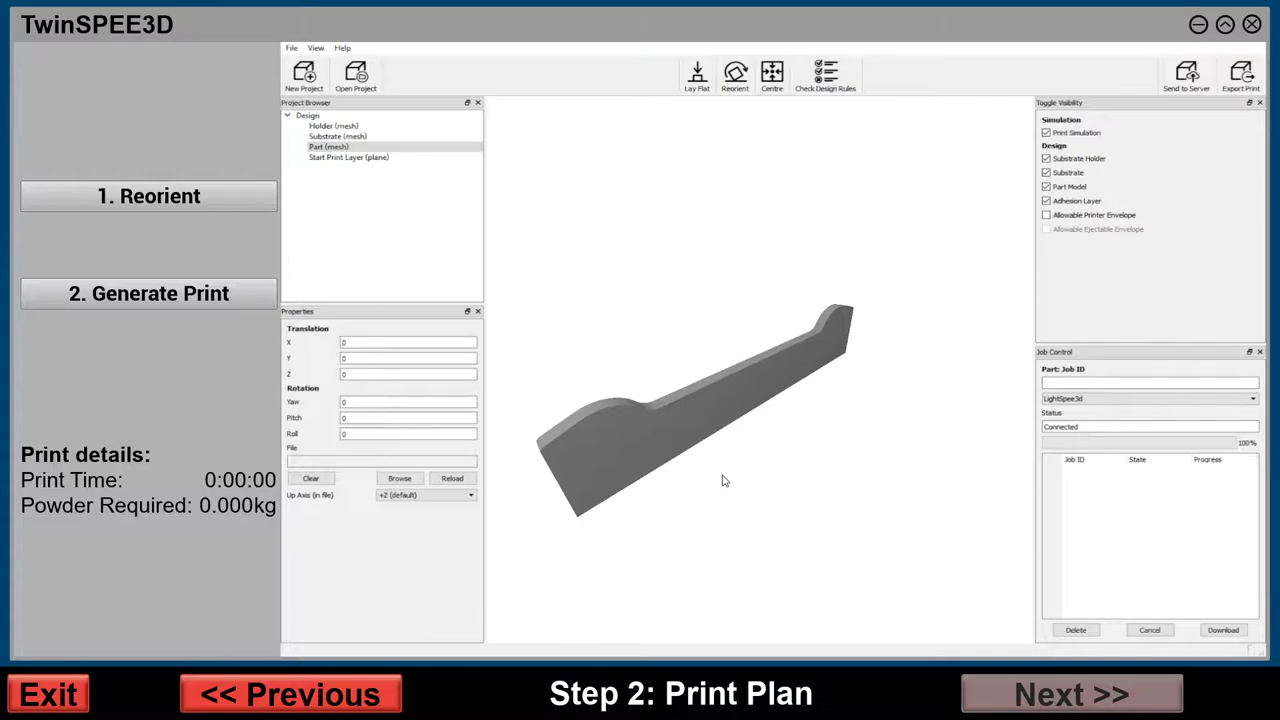 TwinSPEE3D
File View Help
New Project Open Project Lay Flat Reorient Centre Check Design Rules Send to Server Export Print
Project Browser
Design
Holder (mesh)
Substrate (mesh)
Part (mesh)
Start Print Layer (plane)
1. Reorient
2. Generate Print
Print details:
Print Time: 0:00:00
Powder Required: 0.000kg
Properties
Translation
X 0
Y 0
Z 0
Rotation
Yaw 0
Pitch 0
Roll 0
File
Clear Browse Reload
Up Axis (in file) +Z (default)
Toggle Visibility
Simulation
Print Simulation
Design
Substrate Holder
Substrate
Part Model
Adhesion Layer
Allowable Printer Envelope
Allowable Ejectable Envelope
Job Control
Part: Job ID
LightSpee3d
Status
Connected
100%
Job ID State Progress
Delete Cancel Download
Exit << Previous Step 2: Print Plan Next >>